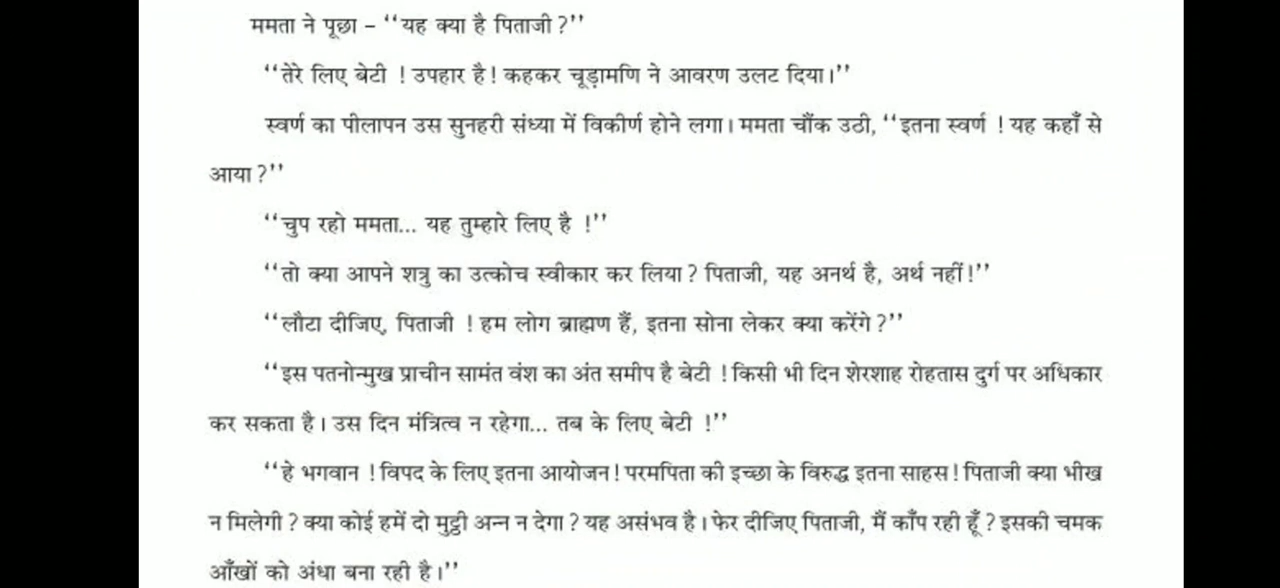 ममता ने पूछा – ‘‘यह क्या है पिताजी ?’’
‘‘तेरे लिए बेटी ! उपहार है! कहकर चूड़ामणि ने आवरण उलट दिया।’’
स्वर्ण का पीलापन उस सुनहरी संध्या में विकीर्ण होने लगा। ममता चौंक उठी, ‘‘इतना स्वर्ण ! यह कहाँ से
आया ?’’
‘‘चुप रहो ममता... यह तुम्हारे लिए है !’’
‘‘तो क्या आपने शत्रु का उत्कोच स्वीकार कर लिया ? पिताजी, यह अनर्थ है, अर्थ नहीं!’’
‘‘लौटा दीजिए, पिताजी ! हम लोग ब्राह्मण हैं, इतना सोना लेकर क्या करेंगे ?’’
‘‘इस पतनोन्मुख प्राचीन सामंत वंश का अंत समीप है बेटी ! किसी भी दिन शेरशाह रोहतास दुर्ग पर अधिकार
कर सकता है। उस दिन मंत्रित्व न रहेगा... तब के लिए बेटी !’’
‘‘हे भगवान ! विपद के लिए इतना आयोजन! परमपिता की इच्छा के विरुद्ध इतना साहस! पिताजी क्या भीख
न मिलेगी ? क्या कोई हमें दो मुट्ठी अन्न न देगा ? यह असंभव है। फेर दीजिए पिताजी, मैं काँप रही हूँ ? इसकी चमक
आँखों को अंधा बना रही है।’’